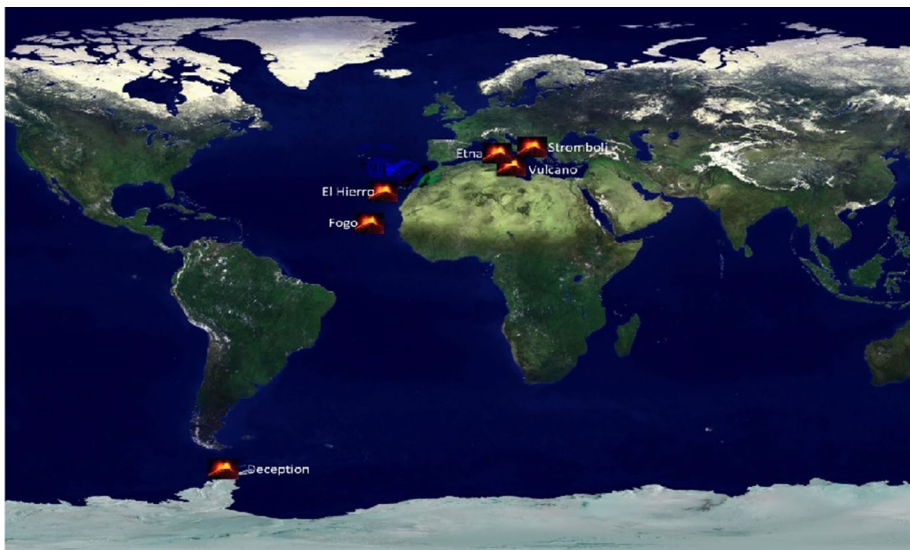 Etna
Stromboli
Vulcano
El Hierro
Fogo
Deception